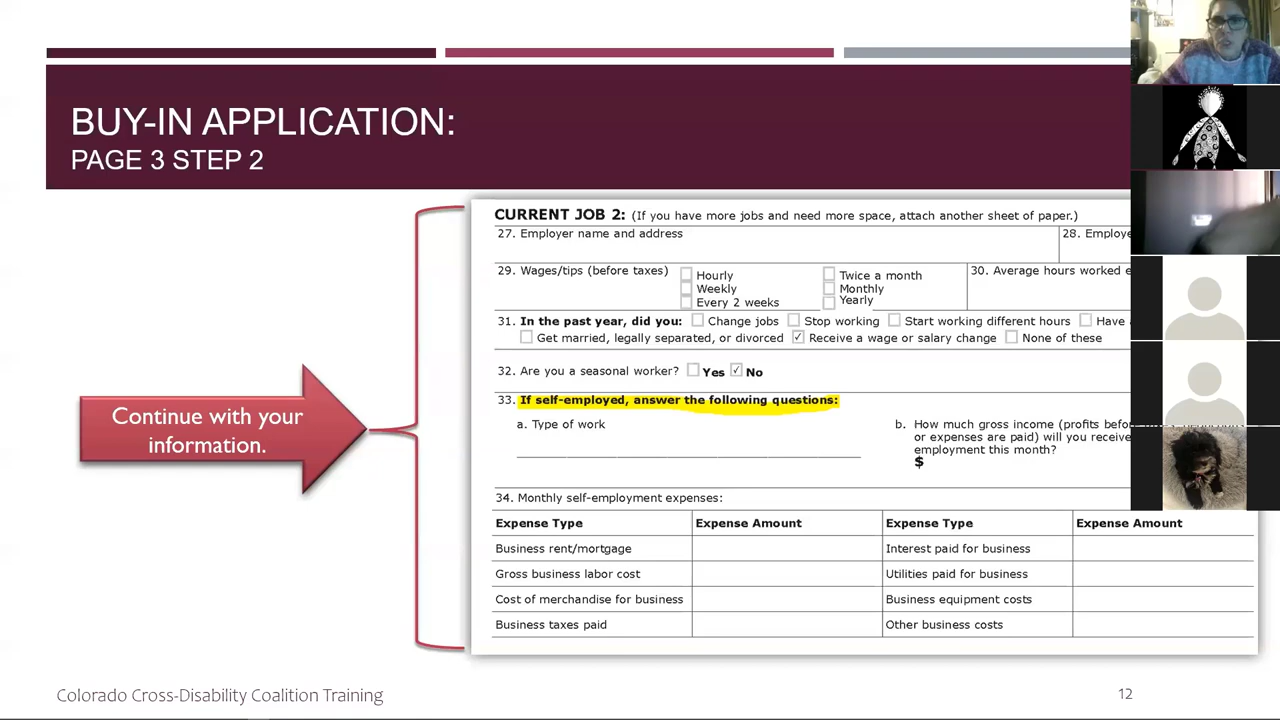 BUY-IN APPLICATION:
PAGE 3 STEP 2
Continue with your
information.
CURRENT JOB 2: (If you have more jobs and need more space, attach another sheet of paper.)
27. Employer name and address
28.
29. Wages/tips (before taxes)
Hourly
Weekly
Every 2 weeks
Twice a month
Monthly
Yearly
30. Average hours worked
31. In the past year, did you: Change jobs Stop working Start working different hours Have
Get married, legally separated, or divorced ✓ Receive a wage or salary change None of these
32. Are you a seasonal worker? Yes ✓ No
33. If self-employed, answer the following questions:
a. Type of work
b. How much gross income (profits
or expenses are paid) will you receive
employment this month?
$
34. Monthly self-employment expenses:
Expense Type Expense Amount Expense Type Expense Amount
Business rent/mortgage Interest paid for business
Gross business labor cost Utilities paid for business
Cost of merchandise for business Business equipment costs
Business taxes paid Other business costs
Colorado Cross-Disability Coalition Training
12